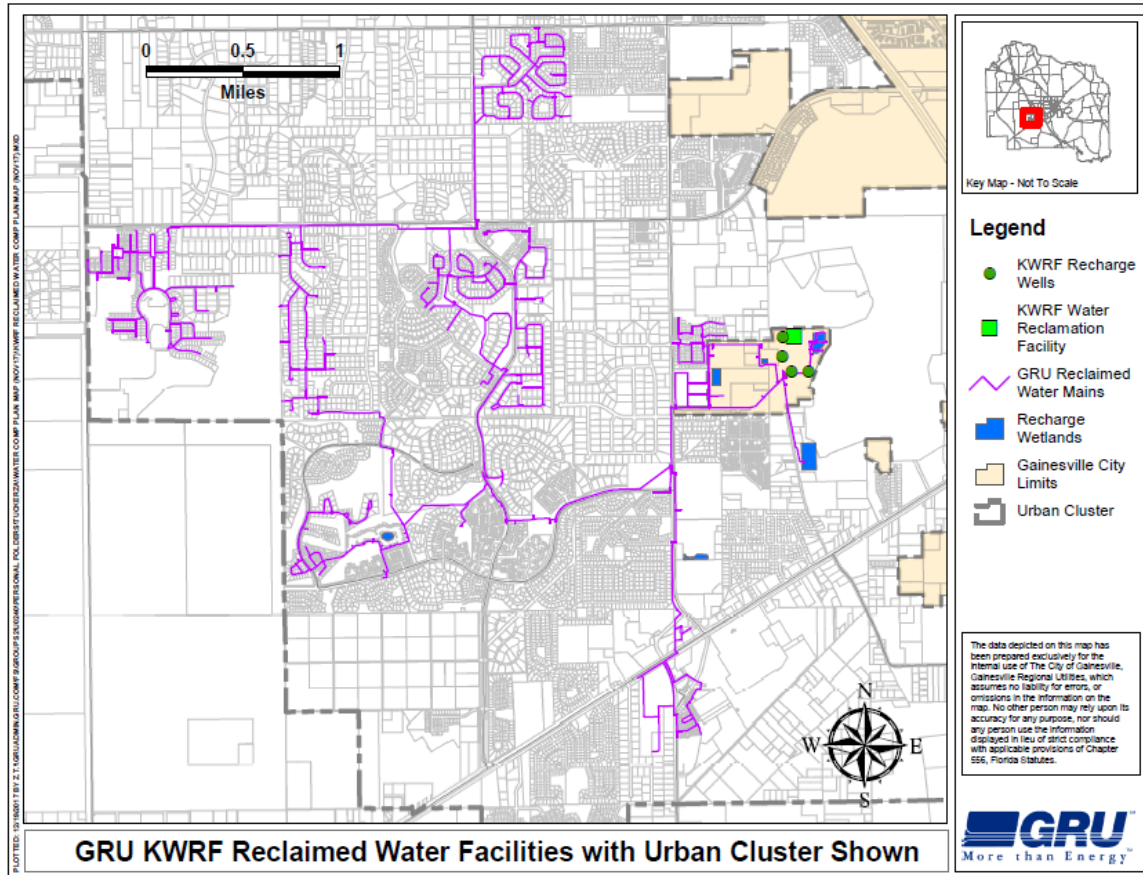 0 0.5 1
Miles
Key Map - Not To Scale
Legend
KWRF Recharge
Wells
KWRF Water
Reclamation
Facility
GRU Reclaimed
Water Mains
Recharge
Wetlands
Gainesville City
Limits
Urban Cluster
The data depicted on this map has
been prepared exclusively for the
internal use of The City of Gainesville,
Gainesville Regional Utilities, which
assumes no liability for errors, or
omissions in the information on the
map. No other person may rely upon its
accuracy for any purpose, nor should
any person use the information
displayed in lieu of strict compliance
with applicable provisions of Chapter
556, Florida Statutes.
N
W E
S
GRU
More than Energy
GRU KWRF Reclaimed Water Facilities with Urban Cluster Shown